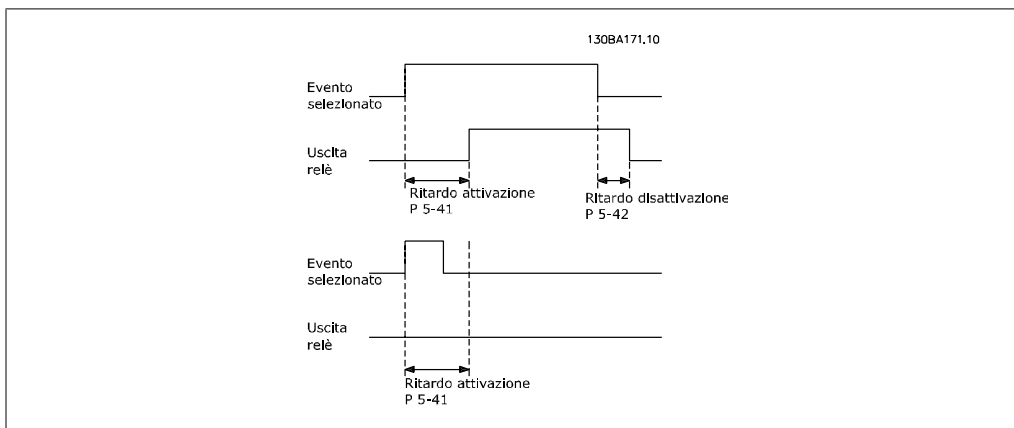 130BA171.10
Evento
selezionato
Uscita
relè
Ritardo attivazione
P 5-41
Ritardo disattivazione
P 5-42
Evento
selezionato
Uscita
relè
Ritardo attivazione
P 5-41